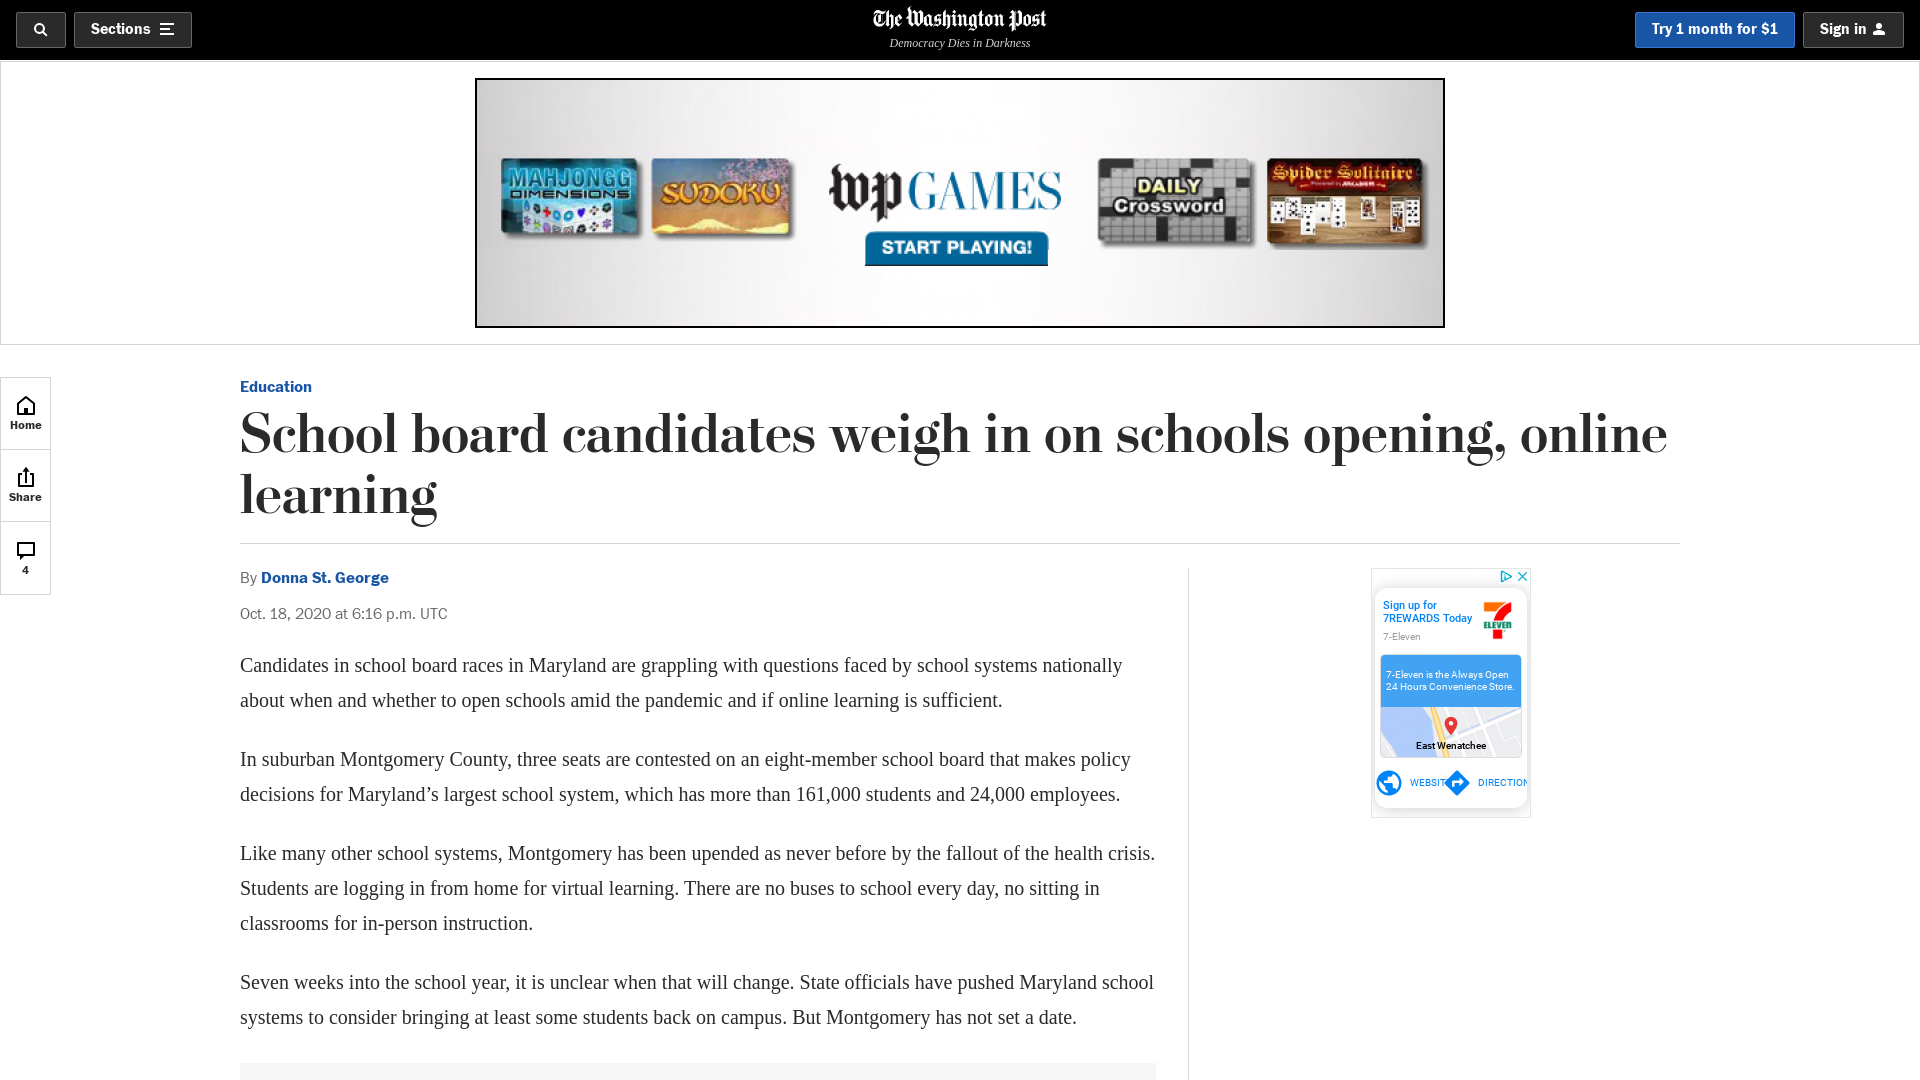 Sections
The Washington Post
Democracy Dies in Darkness
Try 1 month for $1
Sign in
MAHJONGG
DIMENSIONS
SUDOKU
wp GAMES
START PLAYING!
DAILY
Crossword
Spider Solitaire
Home
Share
4
Education
School board candidates weigh in on schools opening, online
learning
By Donna St. George
Oct. 18, 2020 at 6:16 p.m. UTC
Candidates in school board races in Maryland are grappling with questions faced by school systems nationally
about when and whether to open schools amid the pandemic and if online learning is sufficient.
In suburban Montgomery County, three seats are contested on an eight-member school board that makes policy
decisions for Maryland’s largest school system, which has more than 161,000 students and 24,000 employees.
Like many other school systems, Montgomery has been upended as never before by the fallout of the health crisis.
Students are logging in from home for virtual learning. There are no buses to school every day, no sitting in
classrooms for in-person instruction.
Seven weeks into the school year, it is unclear when that will change. State officials have pushed Maryland school
systems to consider bringing at least some students back on campus. But Montgomery has not set a date.
Sign up for
7REWARDS Today
7-Eleven
ELEVEN
7-Eleven is the Always Open
24 Hours Convenience Store.
East Wenatchee
WEBSIT
DIRECTION